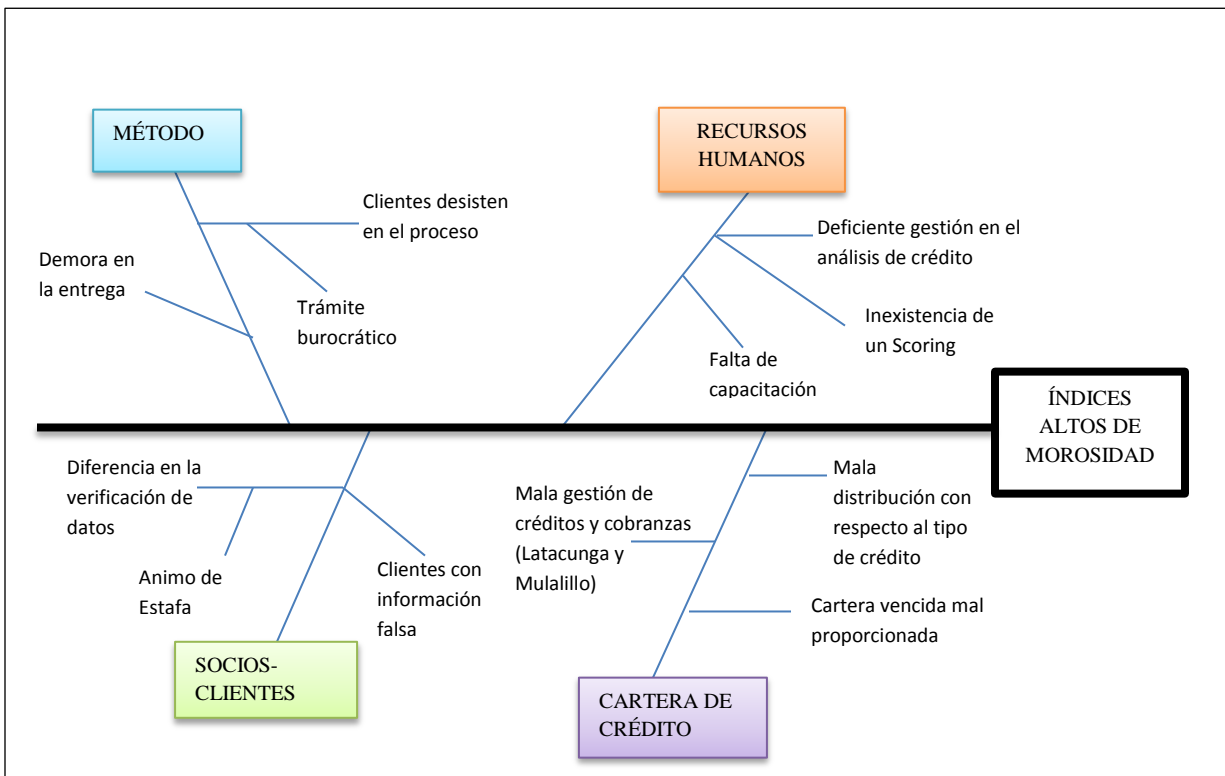 MÉTODO
RECURSOS
HUMANOS
Clientes desisten
en el proceso
Deficiente gestión en el
análisis de crédito
Demora en
la entrega
Trámite
burocrático
Inexistencia de
un Scoring
Falta de
capacitación
ÍNDICES
ALTOS DE
MOROSIDAD
Diferencia en la
verificación de
datos
Mala gestión de
créditos y cobranzas
(Latacunga y
Mulalillo)
Mala
distribución con
respecto al tipo
de crédito
Animo de
Estafa
Clientes con
información
falsa
Cartera vencida mal
proporcionada
SOCIOS-
CLIENTES
CARTERA DE
CRÉDITO